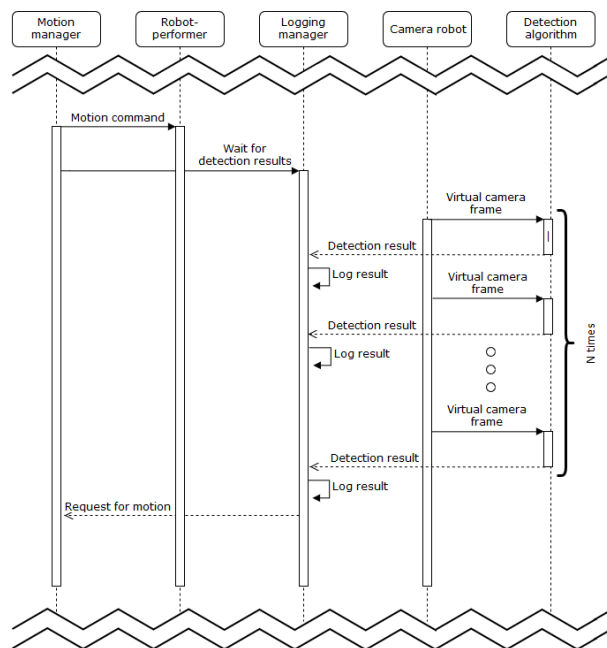 Motion
manager
Robot-
performer
Logging
manager
Camera robot
Detection
algorithm
Motion command
Wait for
detection results
Virtual camera
frame
Detection result
Log result
Virtual camera
frame
Detection result
Log result
N times
Virtual camera
frame
Detection result
Log result
Request for motion